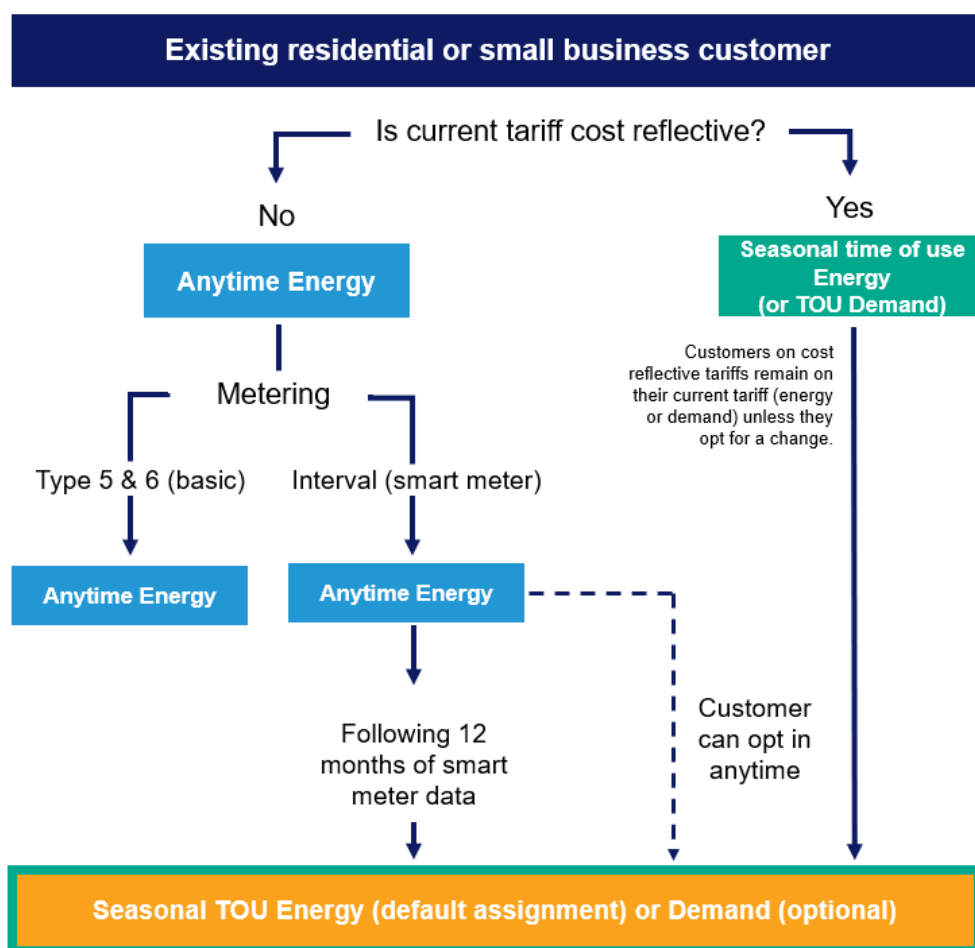 Existing residential or small business customer
Is current tariff cost reflective?
No
Yes
Anytime Energy
Seasonal time of use
Energy
(or TOU Demand)
Customers on cost
reflective tariffs remain on
their current tariff (energy
or demand) unless they
opt for a change.
Metering
Type 5 & 6 (basic)
Interval (smart meter)
Anytime Energy
Anytime Energy
Following 12
months of smart
meter data
Customer
can opt in
anytime
Seasonal TOU Energy (default assignment) or Demand (optional)